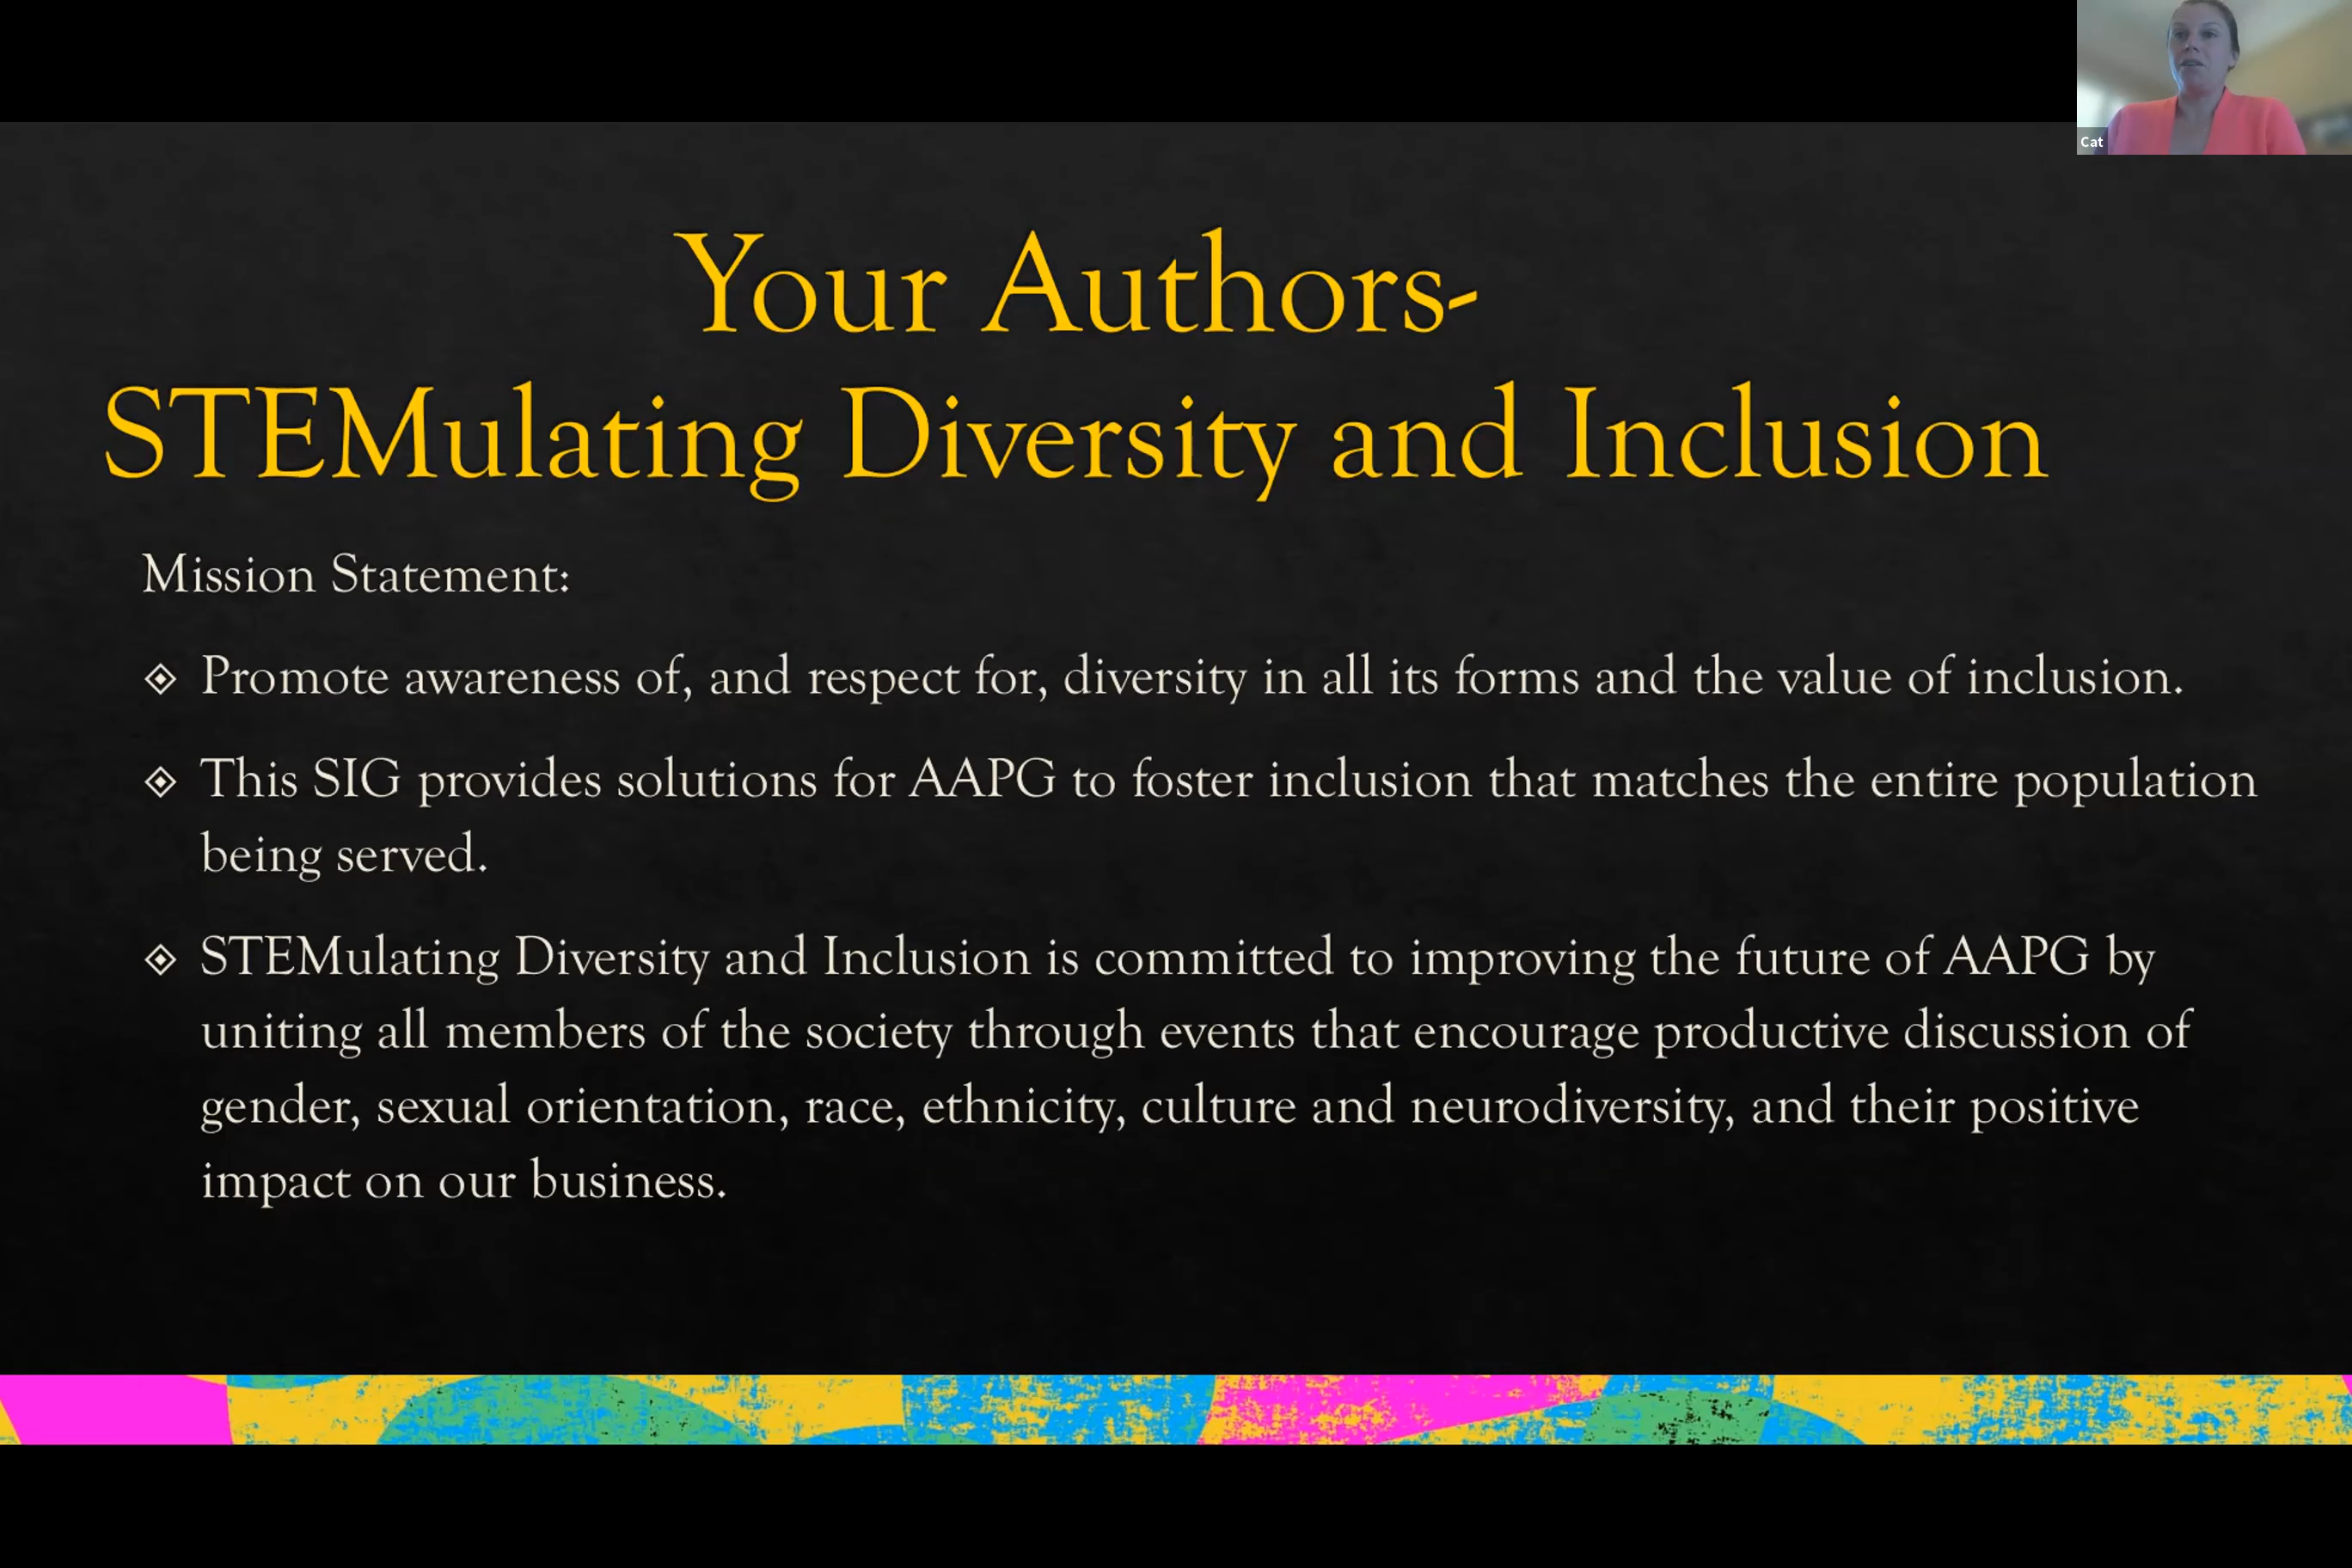 Cat
Your Authors-
STEMulating Diversity and Inclusion
Mission Statement:
Promote awareness of, and respect for, diversity in all its forms and the value of inclusion.
This SIG provides solutions for AAPG to foster inclusion that matches the entire population
being served.
STEMulating Diversity and Inclusion is committed to improving the future of AAPG by
uniting all members of the society through events that encourage productive discussion of
gender, sexual orientation, race, ethnicity, culture and neurodiversity, and their positive
impact on our business.